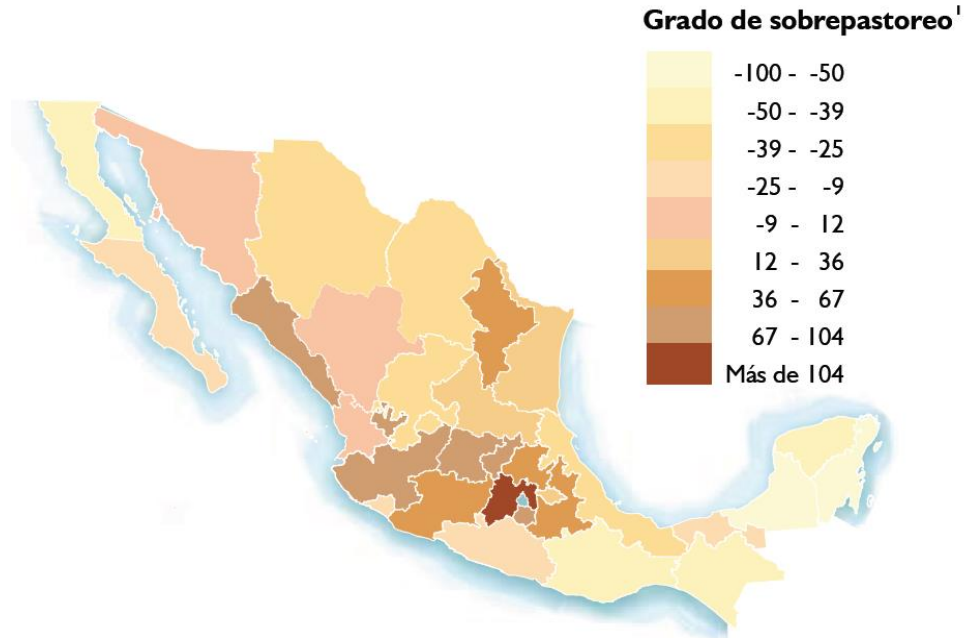 Grado de sobrepastoreo¹
-100 - -50
-50 - -39
-39 - -25
-25 - -9
-9 - 12
12 - 36
36 - 67
67 - 104
Más de 104